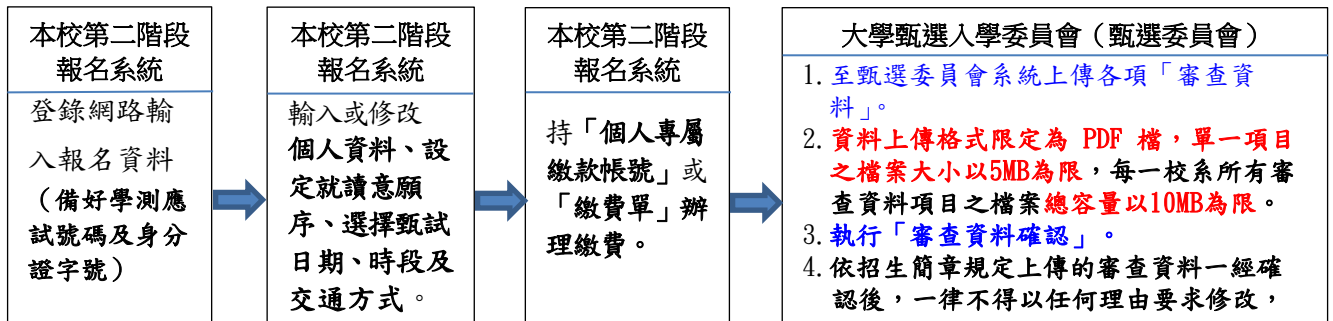 本校第二階段
報名系統
登錄網路輸
入報名資料
（備好學測應
試號碼及身分
證字號）
本校第二階段
報名系統
輸入或修改
個人資料、設
定就讀意願
序、選擇甄試
日期、時段及
交通方式。
本校第二階段
報名系統
持「個人專屬
繳款帳號」或
「繳費單」辦
理繳費。
大學甄選入學委員會（甄選委員會）
1.至甄選委員會系統上傳各項「審查資
料」。
2.資料上傳格式限定為 PDF 檔，單一項目
之檔案大小以5MB為限，每一校系所有審
查資料項目之檔案總容量以10MB為限。
3.執行「審查資料確認」。
4.依招生簡章規定上傳的審查資料一經確
認後，一律不得以任何理由要求修改，